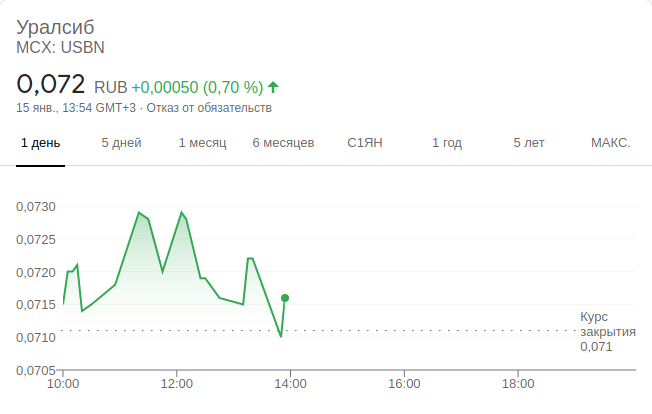 Уралсиб
MCX: USBN
0,072 RUB +0,00050 (0,70 %)
15 янв., 13:54 GMT+3 · Отказ от обязательств
1 день 5 дней 1 месяц 6 месяцев С1ЯН 1 год 5 лет МАКС.
0,0730
0,0725
0,0720
0,0715
0,0710
0,0705
Курс
закрытия
0,071
10:00 12:00 14:00 16:00 18:00